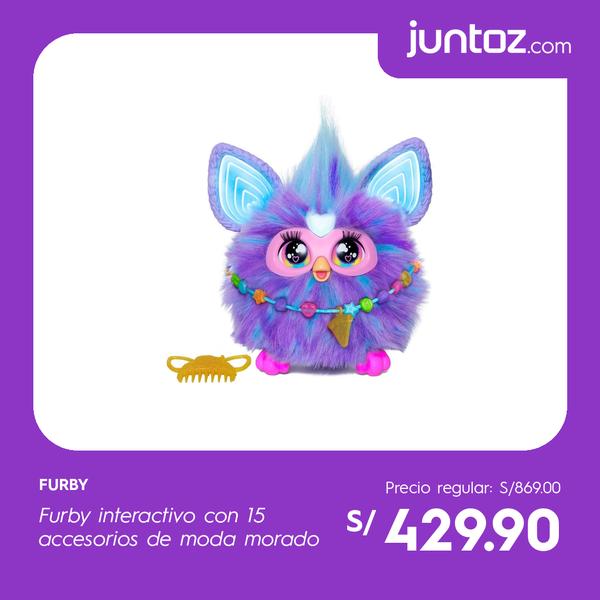 juntoz.com
FURBY
Furby interactivo con 15
accesorios de moda morado
Precio regular: S/869.00
S/ 429.90